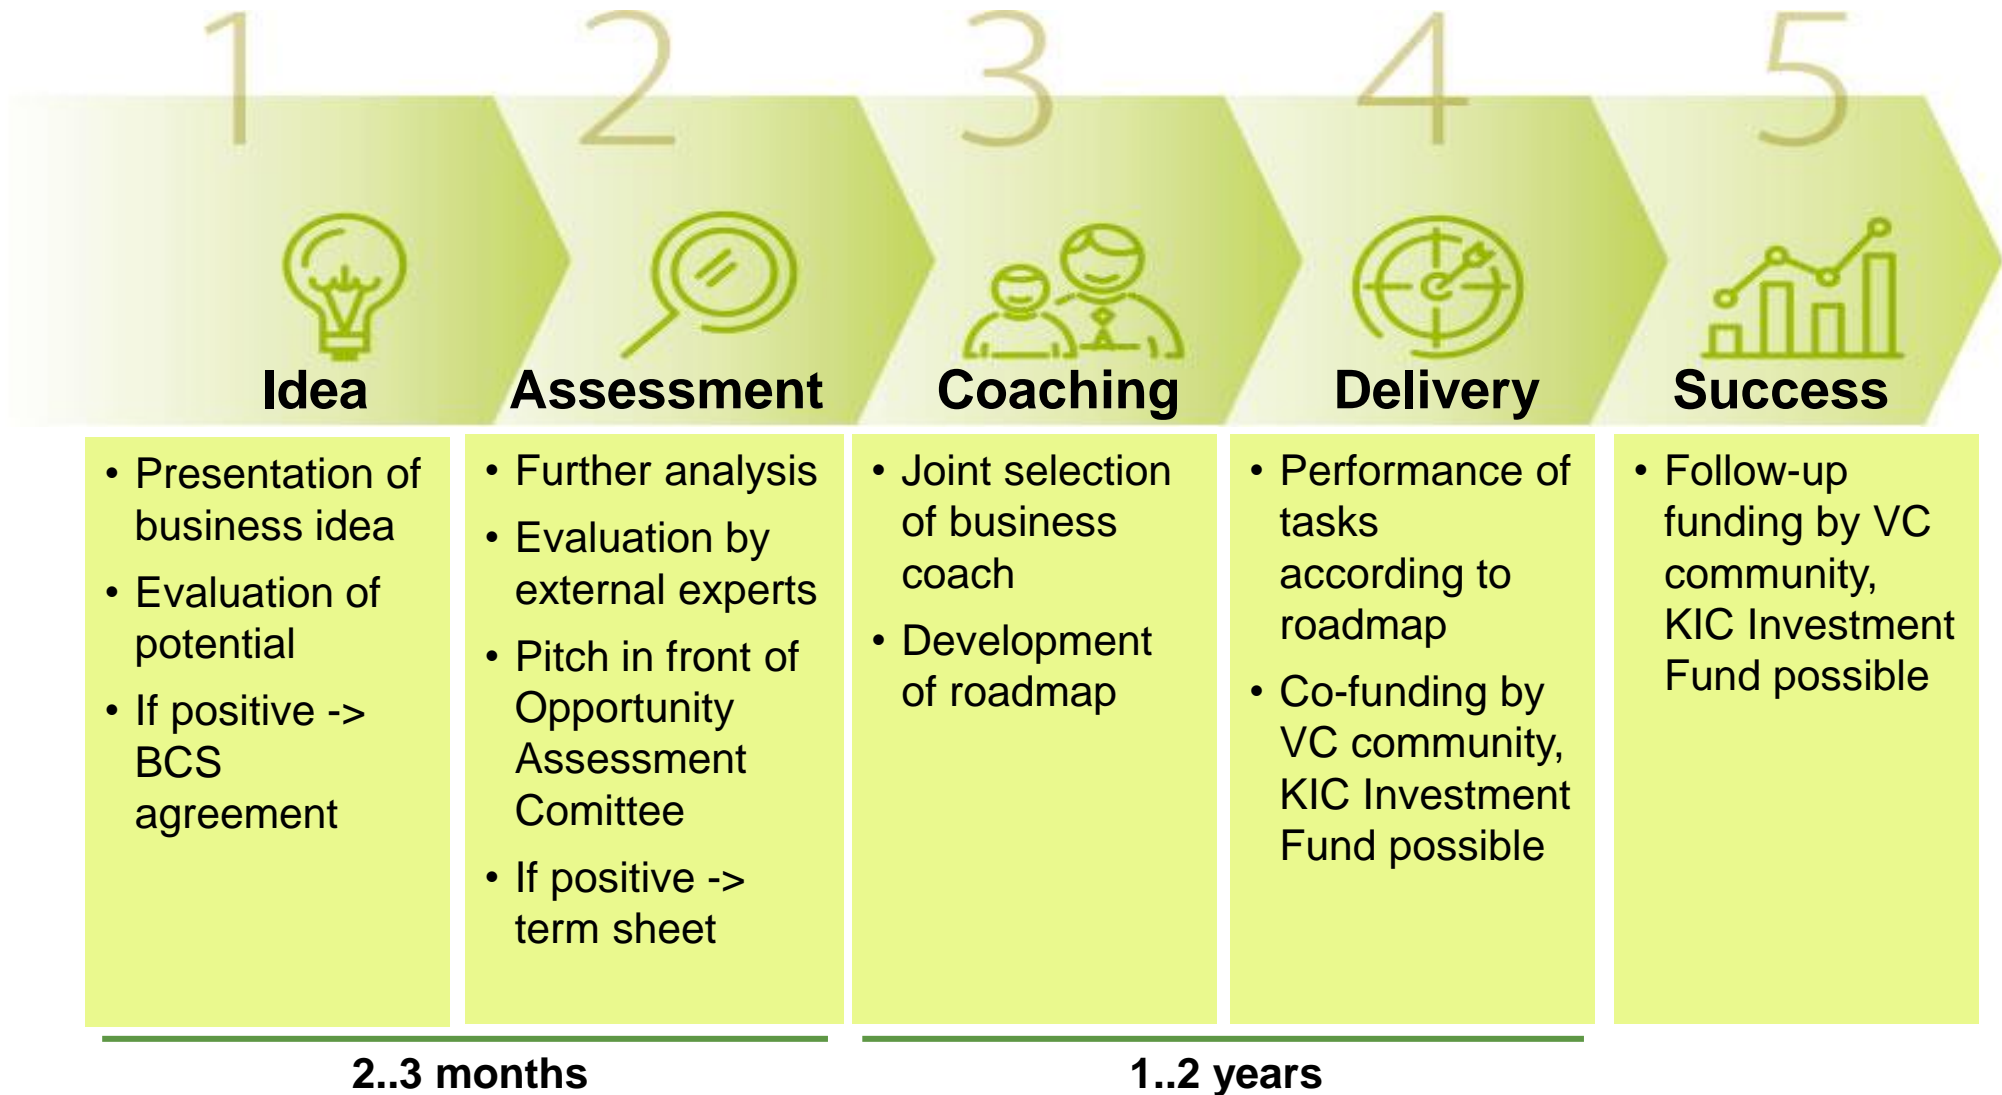 1
2
3
4
5
Idea
Assessment
Coaching
Delivery
Success
• Presentation of
business idea
• Evaluation of
potential
• If positive ->
BCS
agreement
• Further analysis
• Evaluation by
external experts
• Pitch in front of
Opportunity
Assessment
Comittee
• If positive ->
term sheet
• Joint selection
of business
coach
• Development
of roadmap
• Performance of
tasks
according to
roadmap
• Co-funding by
VC community,
KIC Investment
Fund possible
• Follow-up
funding by VC
community,
KIC Investment
Fund possible
2..3 months
1..2 years